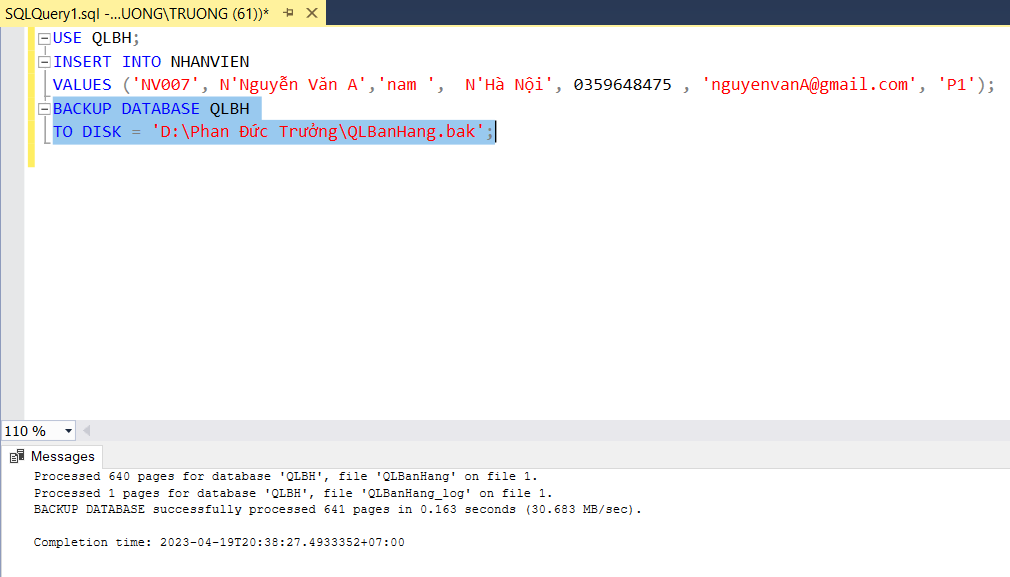 SQLQuery1.sql -...UONG\TRUONG (61))*
USE QLBH;
INSERT INTO NHANVIEN
VALUES ('NV007', N'Nguyễn Văn A','nam ',  N'Hà Nội', 0359648475 , 'nguyenvanA@gmail.com', 'P1');
BACKUP DATABASE QLBH
TO DISK = 'D:\Phan Đức Trưởng\QLBanHang.bak';
110 %
Messages
Processed 640 pages for database 'QLBH', file 'QLBanHang' on file 1.
Processed 1 pages for database 'QLBH', file 'QLBanHang_log' on file 1.
BACKUP DATABASE successfully processed 641 pages in 0.163 seconds (30.683 MB/sec).
Completion time: 2023-04-19T20:38:27.4933352+07:00